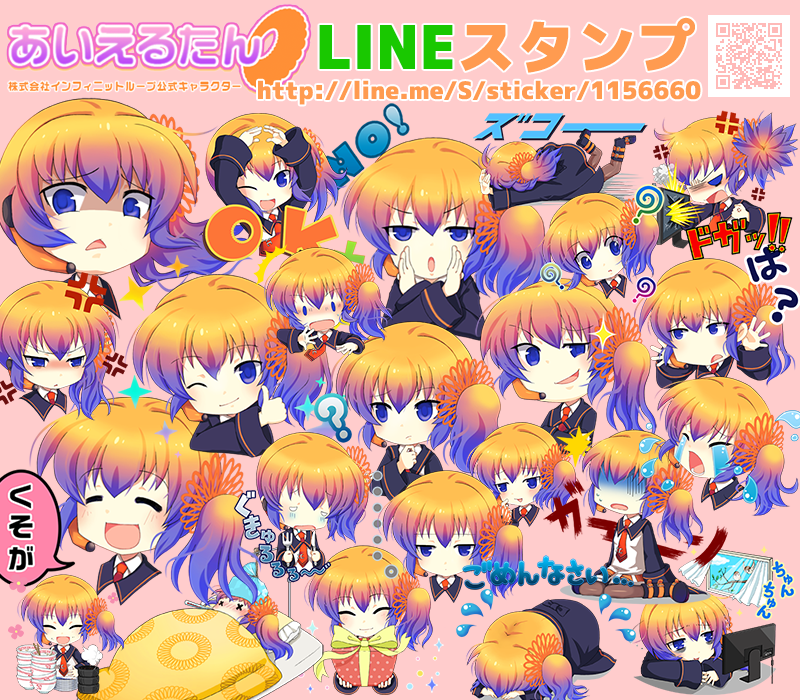 あいえるたん
LINEスタンプ
株式会社インフィニットループ公式キャラクター
http://line.me/S/sticker/1156660
NO!
ズコー
OK
ドガッ!!
は?
くそが
ぐきゅるるる～
ガーーン
ごめんなさい…
ちゅんちゅん